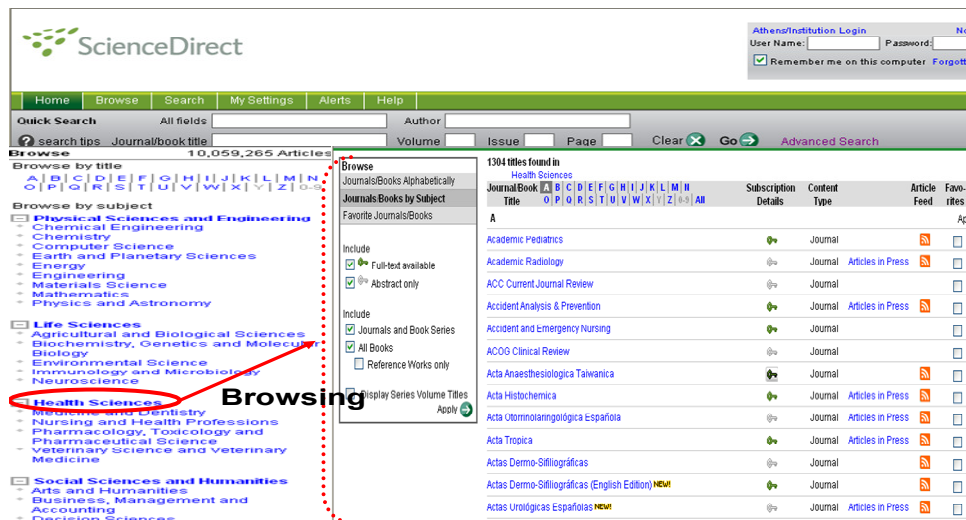 ScienceDirect
Athens/Institution Login
User Name: Password:
Remember me on this computer
Home Browse Search My Settings Alerts Help
Quick Search All fields Author
? search tips Journal/book title Volume Issue Page Clear Go Advanced Search
Browse 10,059,265 Articles
Browse by title
A B C D E F G H I J K L M N
O P Q R S T U V W X Y Z 0-9
Browse by subject
Physical Sciences and Engineering
Chemical Engineering
Chemistry
Computer Science
Earth and Planetary Sciences
Energy
Engineering
Materials Science
Mathematics
Physics and Astronomy
Life Sciences
Agricultural and Biological Sciences
Biochemistry, Genetics and Molecular
Biology
Environmental Science
Immunology and Microbiology
Neuroscience
Health Sciences
Medicine and Dentistry
Nursing and Health Professions
Pharmacology, Toxicology and
Pharmaceutical Science
Veterinary Science and Veterinary
Medicine
Social Sciences and Humanities
Arts and Humanities
Business, Management and
Accounting
Decision Sciences
Browsing
Browse
Journals/Books Alphabetically
Journals/Books by Subject
Favorite Journals/Books
Include
Full-text available
Abstract only
Include
Journals and Book Series
All Books
Reference Works only
Display Series Volume Titles
Apply
1304 titles found in
Health Sciences
Journal/Book A B C D E F G H I J K L M N Subscription Content Article Favo-
Title O P Q R S T U V W X Y Z 0-9 All Details Type Feed rites
A Ap
Academic Pediatrics Journal
Academic Radiology Journal Articles in Press
ACC Current Journal Review Journal
Accident Analysis & Prevention Journal Articles in Press
Accident and Emergency Nursing Journal
ACOG Clinical Review Journal
Acta Anaesthesiologica Taiwanica Journal
Acta Histochemica Journal Articles in Press
Acta Otorrinolaringológica Española Journal Articles in Press
Acta Tropica Journal Articles in Press
Actas Dermo-Sifiliográficas Journal
Actas Dermo-Sifiliográficas (English Edition) NEW! Journal
Actas Urológicas Españolas NEW! Journal Articles in Press